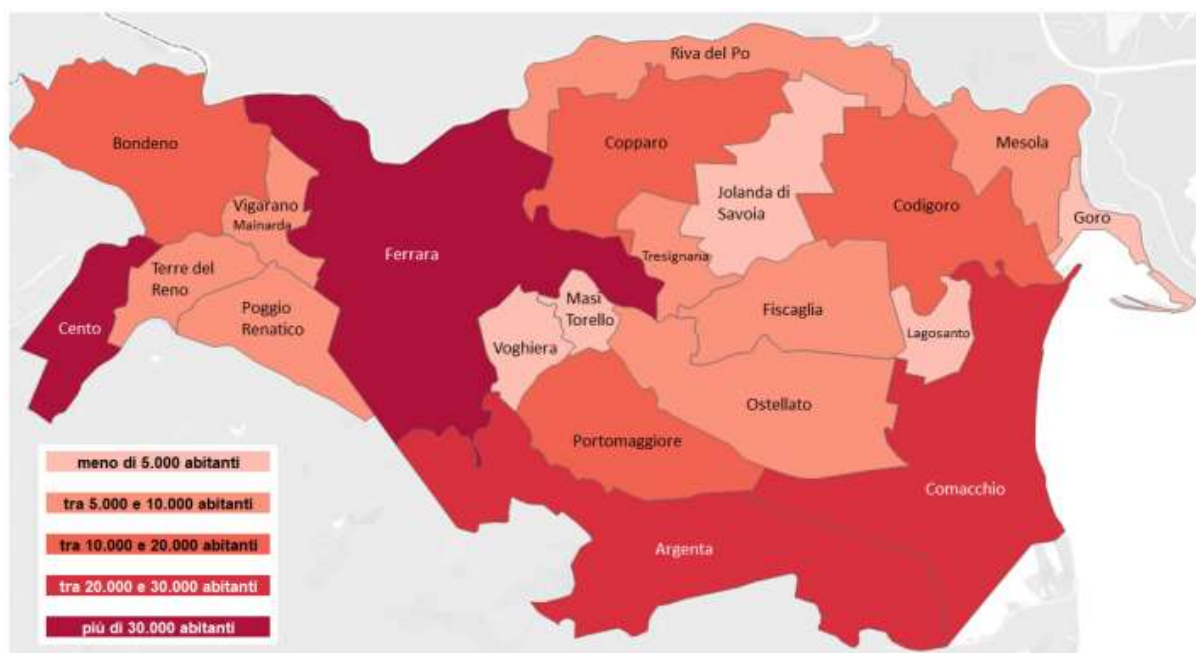 Riva del Po
Bondeno
Copparo
Mesola
Jolanda di
Savoia
Vigarano
Mainarda
Codigoro
Goro
Ferrara
Tresignana
Terre del
Reno
Masi
Torello
Fiscaglia
Poggio
Renatico
Cento
Lagosanto
Voghiera
Ostellato
Portomaggiore
Comacchio
Argenta
meno di 5.000 abitanti
tra 5.000 e 10.000 abitanti
tra 10.000 e 20.000 abitanti
tra 20.000 e 30.000 abitanti
più di 30.000 abitanti